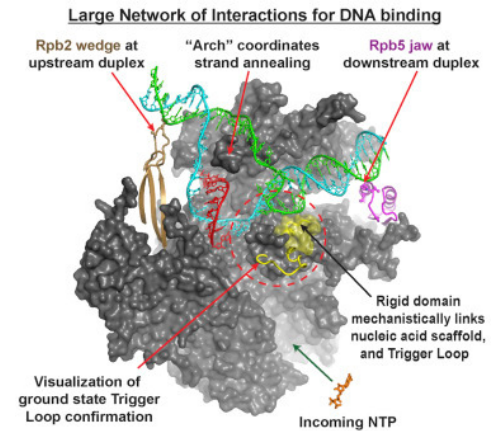 Large Network of Interactions for DNA binding
Rpb2 wedge at
upstream duplex
“Arch” coordinates
strand annealing
Rpb5 jaw at
downstream duplex
Rigid domain
mechanistically links
nucleic acid scaffold,
and Trigger Loop
Visualization of
ground state Trigger
Loop confirmation
Incoming NTP